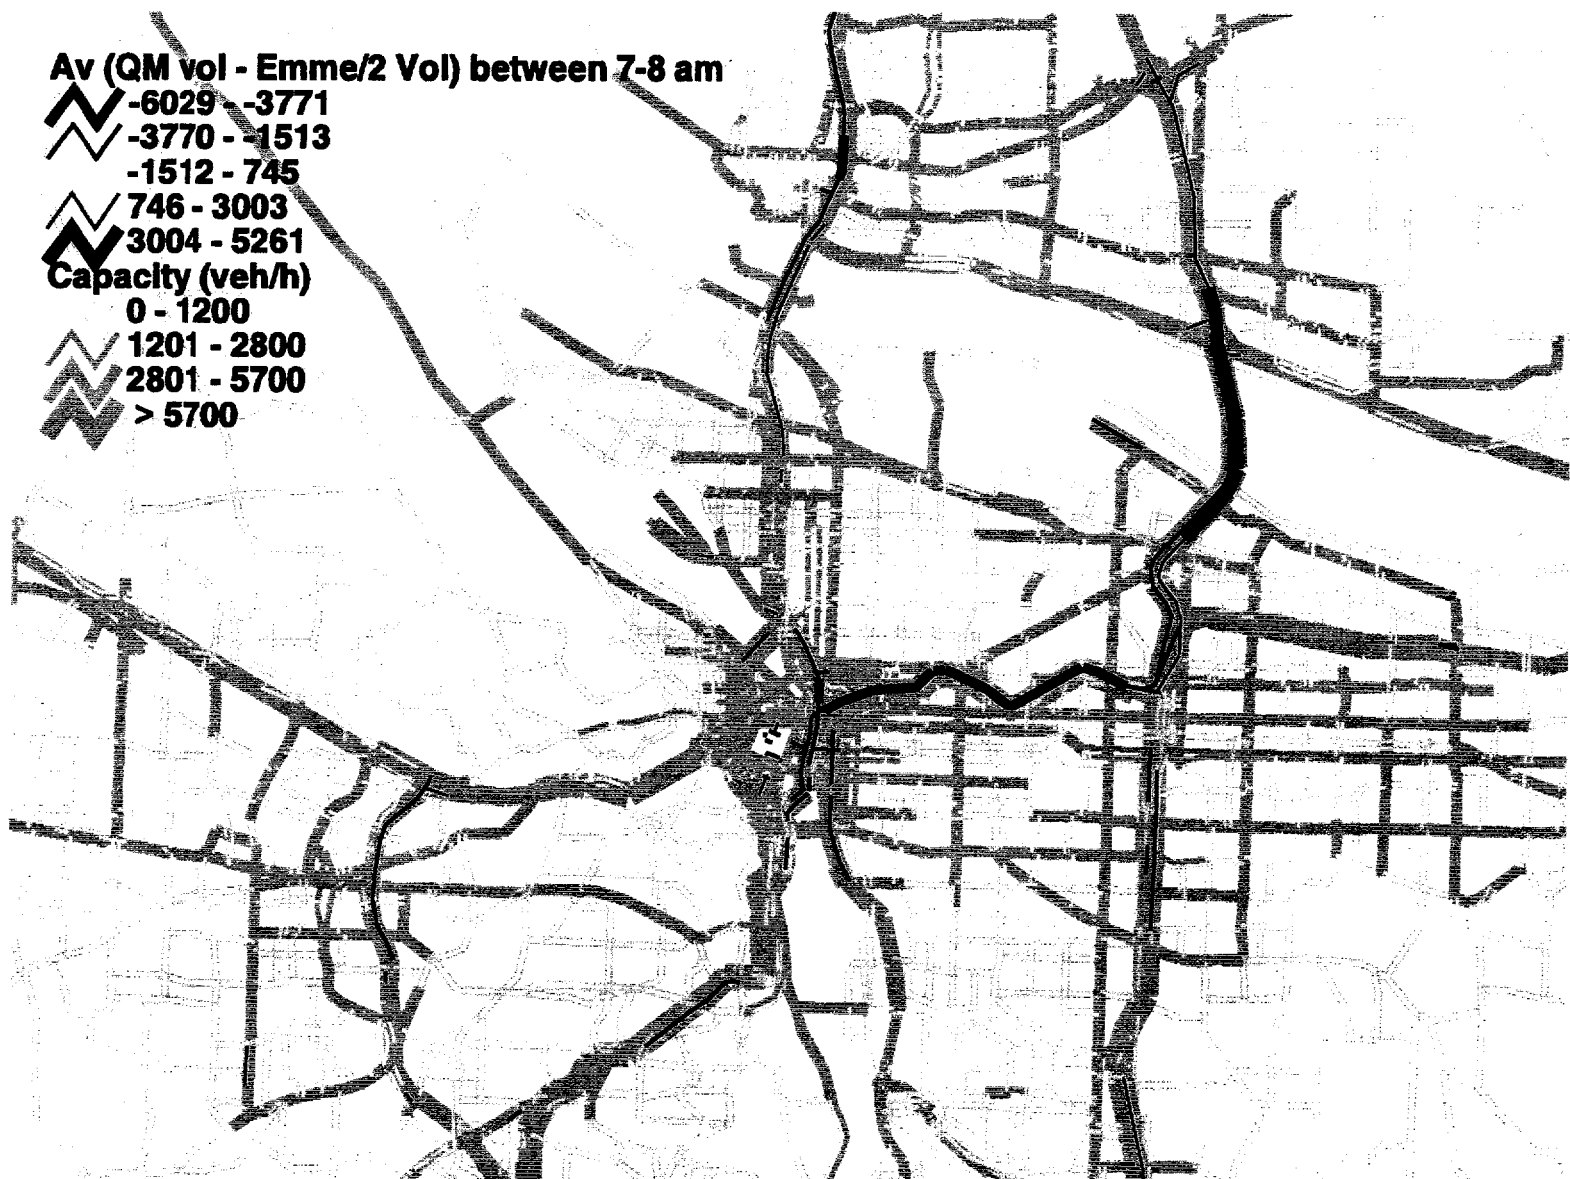 Av (QM vol - Emme/2 Vol) between 7-8 am
-6029 - -3771
-3770 - -1513
-1512 - 745
746 - 3003
3004 - 5261
Capacity (veh/h)
0 - 1200
1201 - 2800
2801 - 5700
> 5700